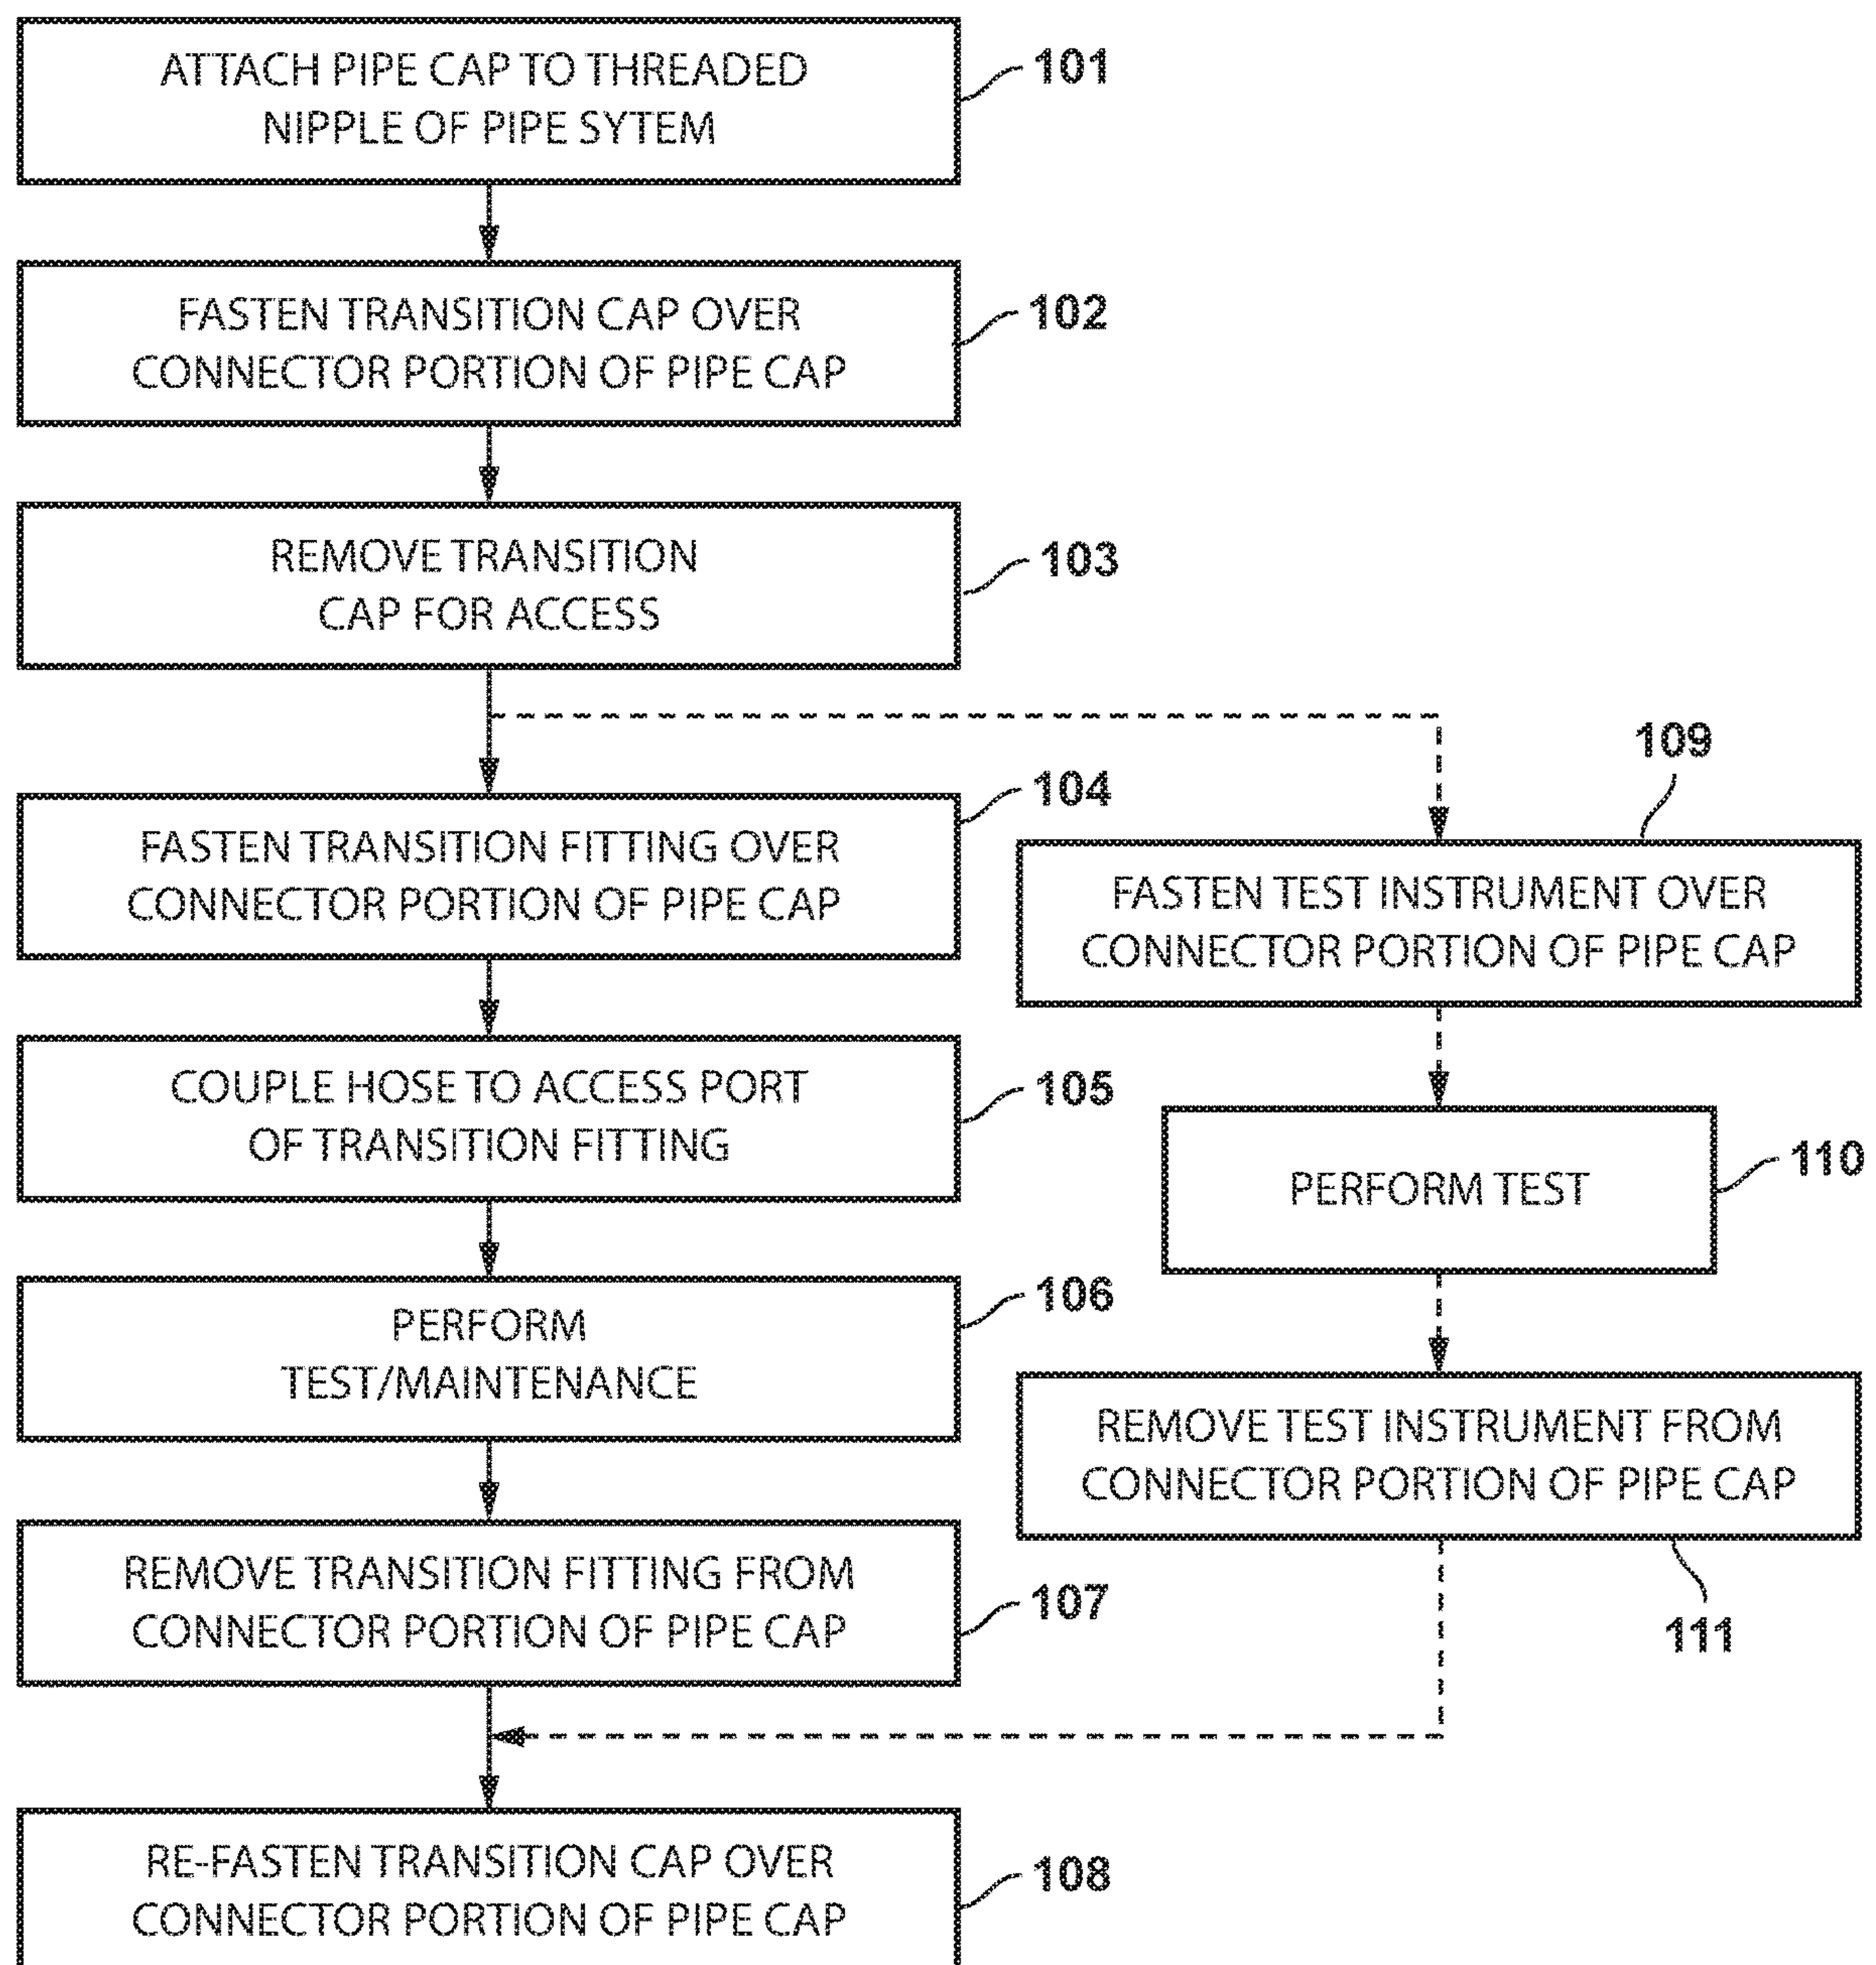 ATTACH PIPE CAP TO THREADED
NIPPLE OF PIPE SYTEM
101
FASTEN TRANSITION CAP OVER
CONNECTOR PORTION OF PIPE CAP
102
REMOVE TRANSITION
CAP FOR ACCESS
103
FASTEN TRANSITION FITTING OVER
CONNECTOR PORTION OF PIPE CAP
104
COUPLE HOSE TO ACCESS PORT
OF TRANSITION FITTING
105
PERFORM
TEST/MAINTENANCE
106
REMOVE TRANSITION FITTING FROM
CONNECTOR PORTION OF PIPE CAP
107
RE-FASTEN TRANSITION CAP OVER
CONNECTOR PORTION OF PIPE CAP
108
109
FASTEN TEST INSTRUMENT OVER
CONNECTOR PORTION OF PIPE CAP
PERFORM TEST
110
REMOVE TEST INSTRUMENT FROM
CONNECTOR PORTION OF PIPE CAP
111